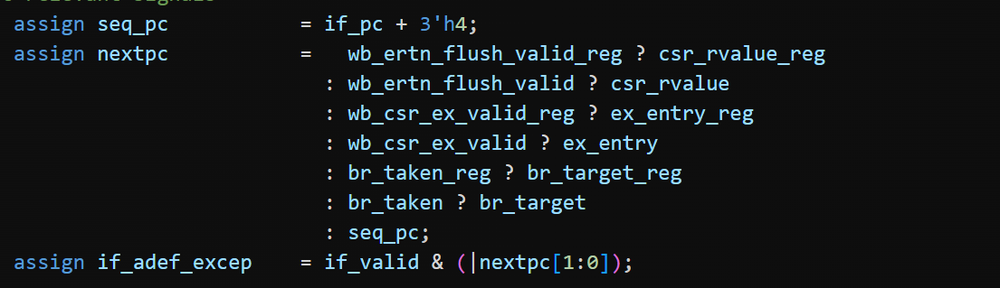 assign seq_pc = if_pc + 3'h4;
assign nextpc = wb_ertn_flush_valid_reg ? csr_rvalue_reg
: wb_ertn_flush_valid ? csr_rvalue
: wb_csr_ex_valid_reg ? ex_entry_reg
: wb_csr_ex_valid ? ex_entry
: br_taken_reg ? br_target_reg
: br_taken ? br_target
: seq_pc;
assign if_adef_excep = if_valid & (|nextpc[1:0]);